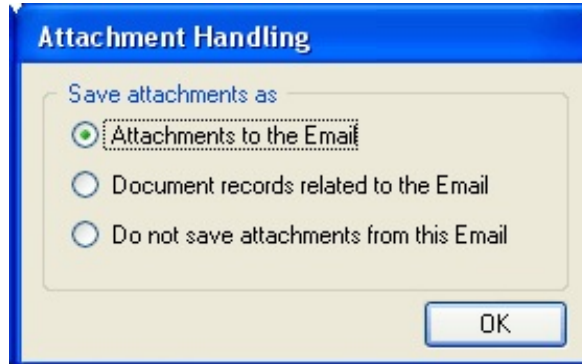 Attachment Handling
Save attachments as
Attachments to the Email
Document records related to the Email
Do not save attachments from this Email
OK